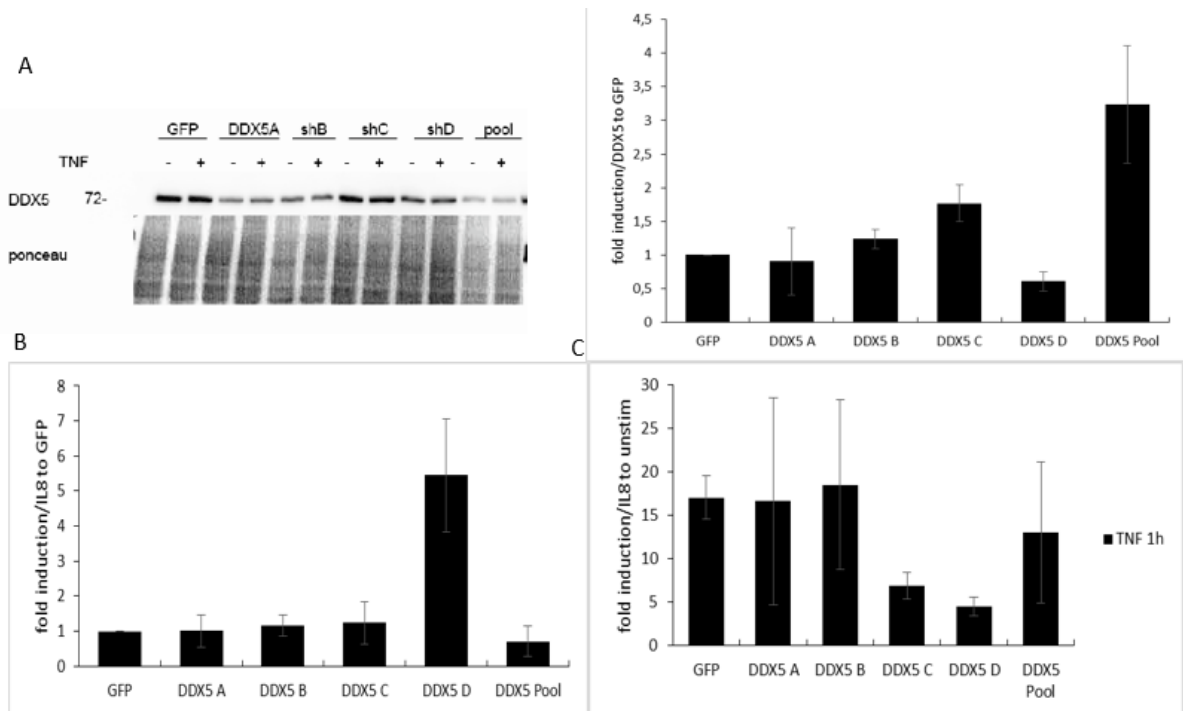 A
GFP DDX5A shB shC shD pool
TNF - + - + - + - + - + - +
DDX5 72-
ponceau
fold induction/DDX5 to GFP
4,5
4
3,5
3
2,5
2
1,5
1
0,5
0
GFP DDX5 A DDX5 B DDX5 C DDX5 D DDX5 Pool
B
fold induction/IL8 to GFP
8
7
6
5
4
3
2
1
0
GFP DDX5 A DDX5 B DDX5 C DDX5 D DDX5 Pool
C
fold induction/IL8 to unstim
30
25
20
15
10
5
0
GFP DDX5 A DDX5 B DDX5 C DDX5 D DDX5
Pool
TNF 1h